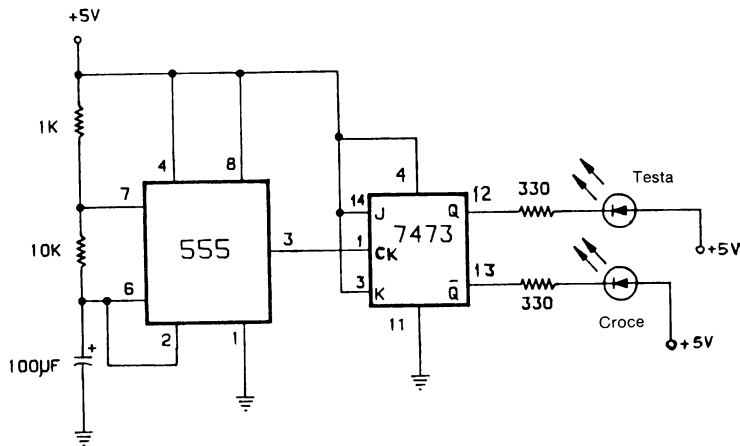 +5V
1K
4
8
7
10K
555
3
6
2
1
100µF
+
4
14
J
Q
12
330
Testa
1
CK
7473
3
K
Q̅
13
330
Croce
11
+5V
+5V